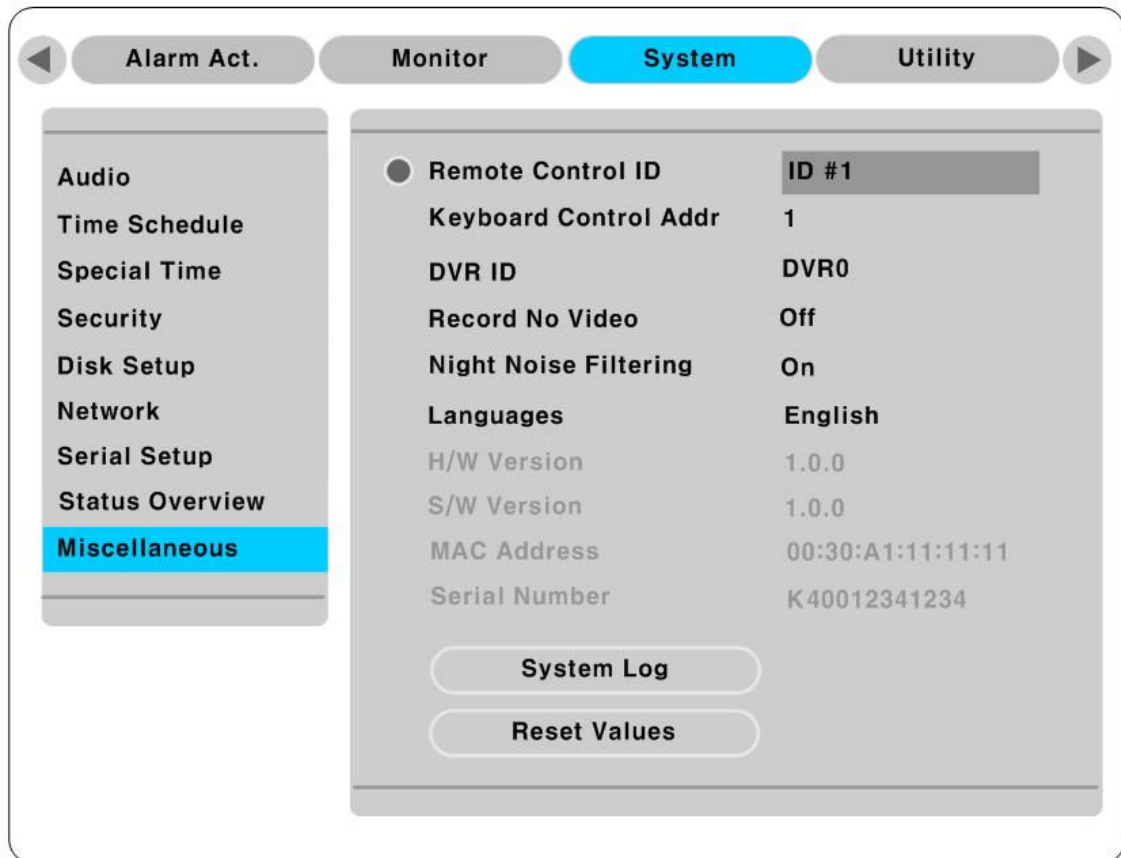 Alarm Act. Monitor System Utility
Audio
Time Schedule
Special Time
Security
Disk Setup
Network
Serial Setup
Status Overview
Miscellaneous
Remote Control ID ID #1
Keyboard Control Addr 1
DVR ID DVR0
Record No Video Off
Night Noise Filtering On
Languages English
H/W Version 1.0.0
S/W Version 1.0.0
MAC Address 00:30:A1:11:11:11
Serial Number K40012341234
System Log
Reset Values